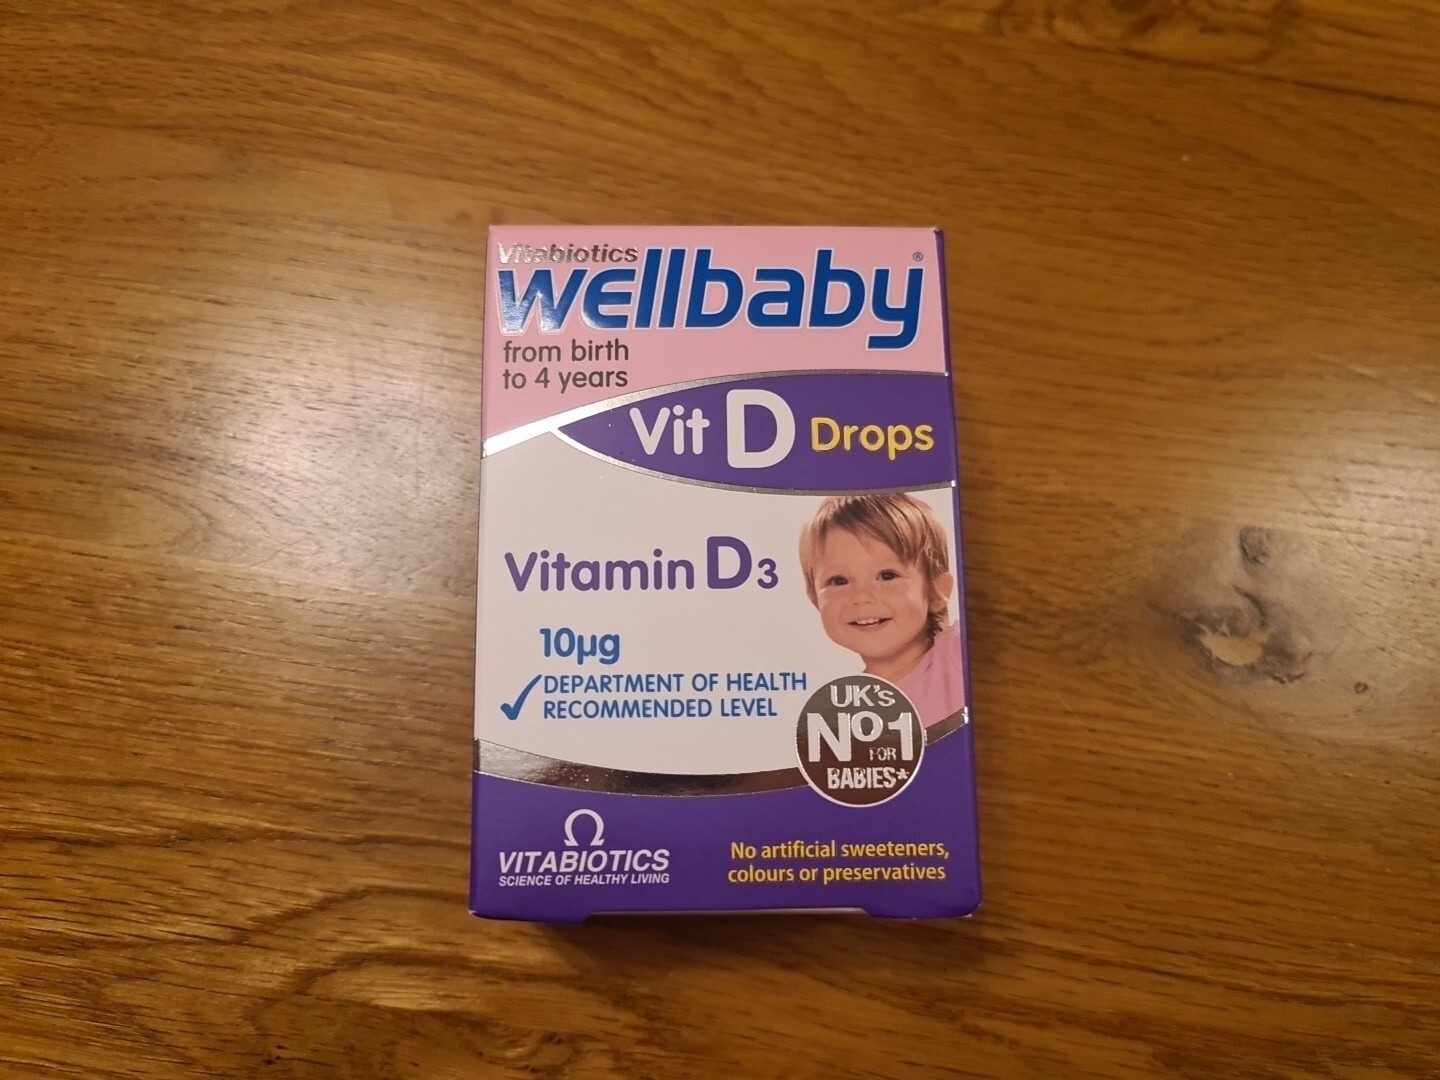 Vitabiotics
wellbaby®
from birth
to 4 years
Vit D Drops
Vitamin D3
10µg
DEPARTMENT OF HEALTH
RECOMMENDED LEVEL
UK'S
No1
FOR
BABIES*
VITABIOTICS
SCIENCE OF HEALTHY LIVING
No artificial sweeteners,
colours or preservatives